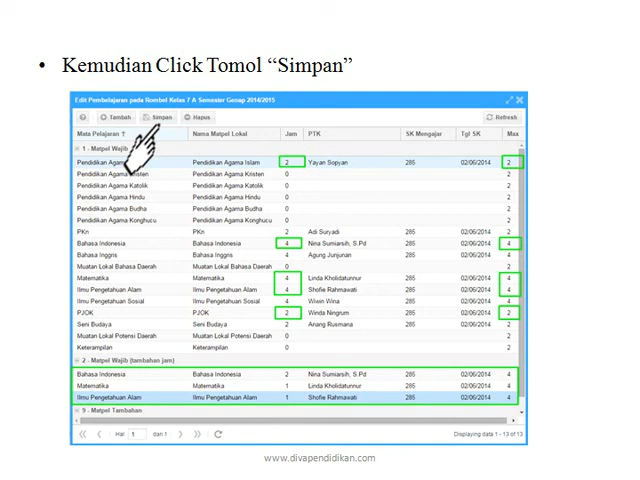 • Kemudian Click Tomol “Simpan”
Edit Pembelajaran pada Rombel Kelas 7 A Semester Genap 2014/2015
Tambah Simpan Hapus Refresh
Mata Pelajaran ↑ Nama Matpel Lokal Jam PTK SK Mengajar Tgl SK Maa
1 - Matpel Wajib
Pendidikan Agama Pendidikan Agama Islam 2 Yayan Sopyan 285 02/06/2014 2
Pendidikan Agama Kristen Pendidikan Agama Kristen 0 2
Pendidikan Agama Katolik Pendidikan Agama Katolik 0 2
Pendidikan Agama Hindu Pendidikan Agama Hindu 0 2
Pendidikan Agama Budha Pendidikan Agama Budha 0 2
Pendidikan Agama Konghucu Pendidikan Agama Konghucu 0 2
PKn PKn 2 Adi Suryadi 285 02/06/2014 2
Bahasa Indonesia Bahasa Indonesia 4 Nina Sumiarsih, S.Pd 285 02/06/2014 4
Bahasa Inggris Bahasa Inggris 4 Agung Junjunan 285 02/06/2014 4
Muatan Lokal Bahasa Daerah Muatan Lokal Bahasa Daerah 0 2
Matematika Matematika 4 Linda Kholidatunnur 285 02/06/2014 4
Ilmu Pengetahuan Alam Ilmu Pengetahuan Alam 4 Shofie Rahmawati 285 02/06/2014 4
Ilmu Pengetahuan Sosial Ilmu Pengetahuan Sosial 4 Wiwin Wina 285 02/06/2014 4
PJOK PJOK 2 Winda Ningrum 285 02/06/2014 2
Seni Budaya Seni Budaya 2 Anang Rusmana 285 02/06/2014 2
Muatan Lokal Potensi Daerah Muatan Lokal Potensi Daerah 0 2
Keterampilan Keterampilan 0 2
2 - Matpel Wajib (tambahan jam)
Bahasa Indonesia Bahasa Indonesia 2 Nina Sumiarsih, S.Pd 285 02/06/2014 4
Matematika Matematika 1 Linda Kholidatunnur 285 02/06/2014 4
Ilmu Pengetahuan Alam Ilmu Pengetahuan Alam 1 Shofie Rahmawati 285 02/06/2014 4
9 - Matpel Tambahan
Hal 1 dari 1 Displaying data 1 - 13 of 13
www.divapendidikan.com